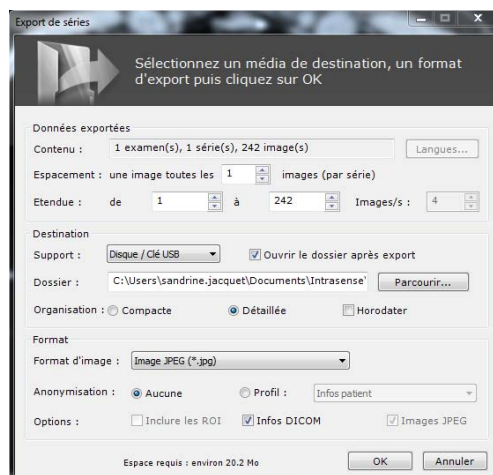 Export de séries
Sélectionnez un média de destination, un format
d'export puis cliquez sur OK
Données exportées
Contenu : 1 examen(s), 1 série(s), 242 image(s) Langues...
Espacement : une image toutes les 1 images (par série)
Etendue : de 1 à 242 Images/s : 4
Destination
Support : Disque / Clé USB Ouvrir le dossier après export
Dossier : C:\Users\sandrine.jacquet\Documents\Intrasense' Parcourir...
Organisation : Compacte Détaillée Horodater
Format
Format d'image : Image JPEG (*.jpg)
Anonymisation : Aucune Profil : Infos patient
Options : Inclure les ROI Infos DICOM Images JPEG
Espace requis : environ 20.2 Mo OK Annuler